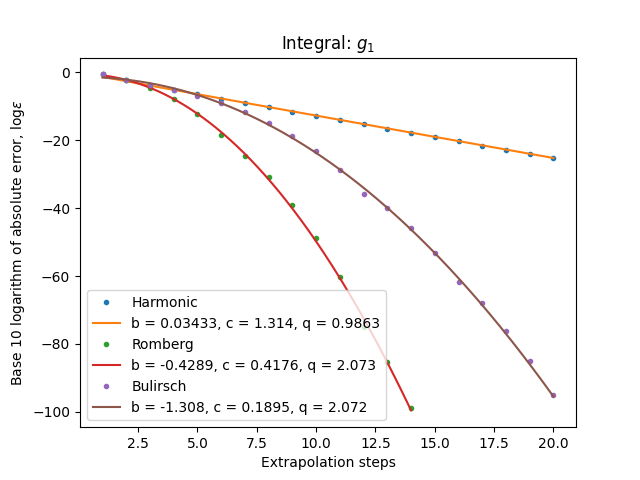 Integral: g₁
Base 10 logarithm of absolute error, logε
0
−20
−40
−60
−80
−100
Harmonic
b = 0.03433, c = 1.314, q = 0.9863
Romberg
b = -0.4289, c = 0.4176, q = 2.073
Bulirsch
b = -1.308, c = 0.1895, q = 2.072
2.5 5.0 7.5 10.0 12.5 15.0 17.5 20.0
Extrapolation steps